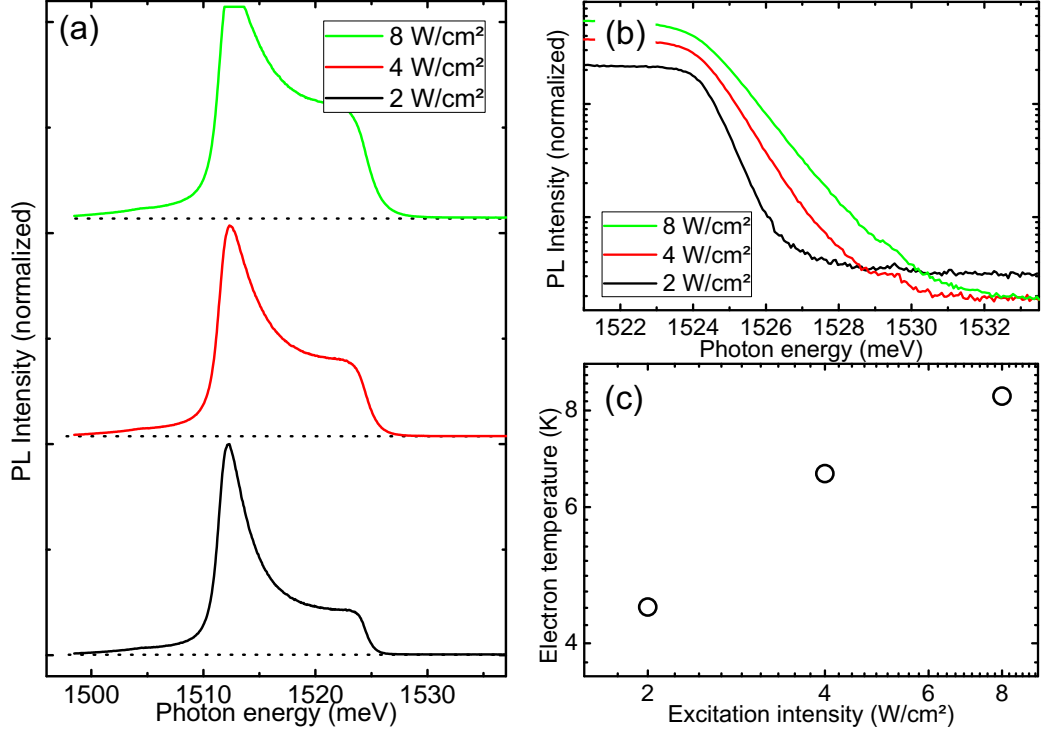 (a)
8 W/cm²
4 W/cm²
2 W/cm²
PL Intensity (normalized)
1500 1510 1520 1530
Photon energy (meV)
(b)
PL Intensity (normalized)
8 W/cm²
4 W/cm²
2 W/cm²
1522 1524 1526 1528 1530 1532
Photon energy (meV)
(c)
Electron temperature (K)
8
6
4
2 4 6 8
Excitation intensity (W/cm²)